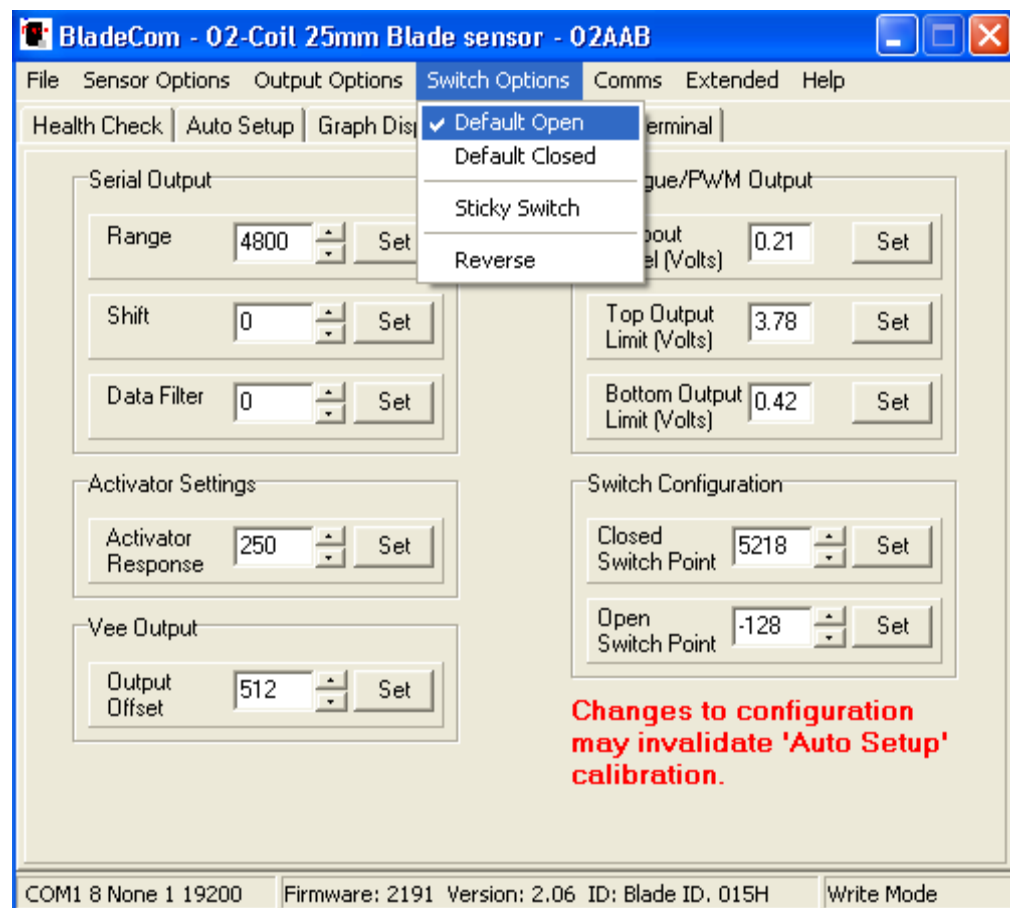 BladeCom - 02-Coil 25mm Blade sensor - 02AAB
File Sensor Options Output Options Switch Options Comms Extended Help
Health Check Auto Setup Graph
Default Open
Default Closed
Sticky Switch
Reverse
Serial Output
Range 4800 Set
Shift 0 Set
Data Filter 0 Set
Activator Settings
Activator
Response 250 Set
Vee Output
Output
Offset 512 Set
/PWM Output
(Volts) 0.21 Set
Top Output
Limit (Volts) 3.78 Set
Bottom Output
Limit (Volts) 0.42 Set
Switch Configuration
Closed
Switch Point 5218 Set
Open
Switch Point -128 Set
Changes to configuration
may invalidate 'Auto Setup'
calibration.
COM1 8 None 1 19200 Firmware: 2191 Version: 2.06 ID: Blade ID. 015H Write Mode